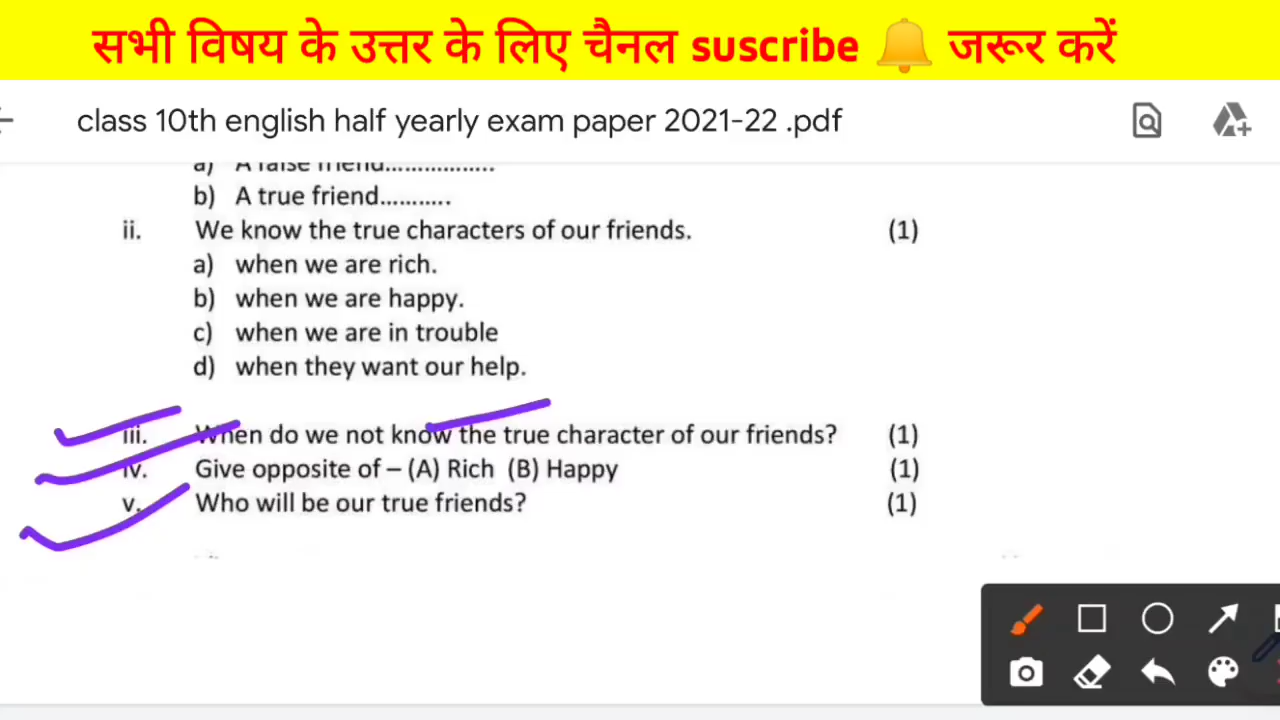 सभी विषय के उत्तर के लिए चैनल suscribe 🔔 जरूर करें
class 10th english half yearly exam paper 2021-22 .pdf
a) A false friend..................
b) A true friend...........
ii. We know the true characters of our friends. (1)
a) when we are rich.
b) when we are happy.
c) when we are in trouble
d) when they want our help.
iii. When do we not know the true character of our friends? (1)
iv. Give opposite of – (A) Rich (B) Happy (1)
v. Who will be our true friends? (1)